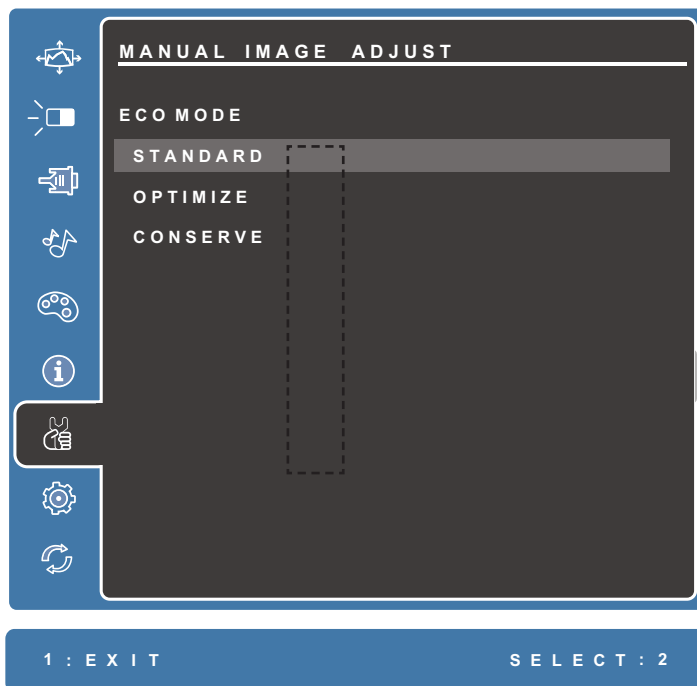 MANUAL IMAGE ADJUST
ECO MODE
STANDARD
OPTIMIZE
CONSERVE
1 : EXIT SELECT : 2